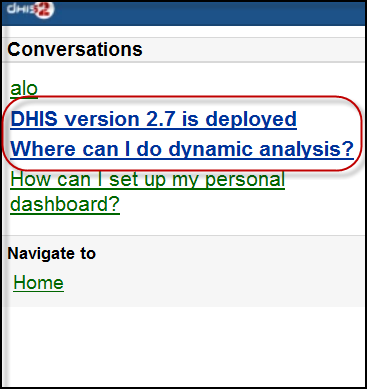 dhis2
Conversations
alo
DHIS version 2.7 is deployed
Where can I do dynamic analysis?
How can I set up my personal
dashboard?
Navigate to
Home